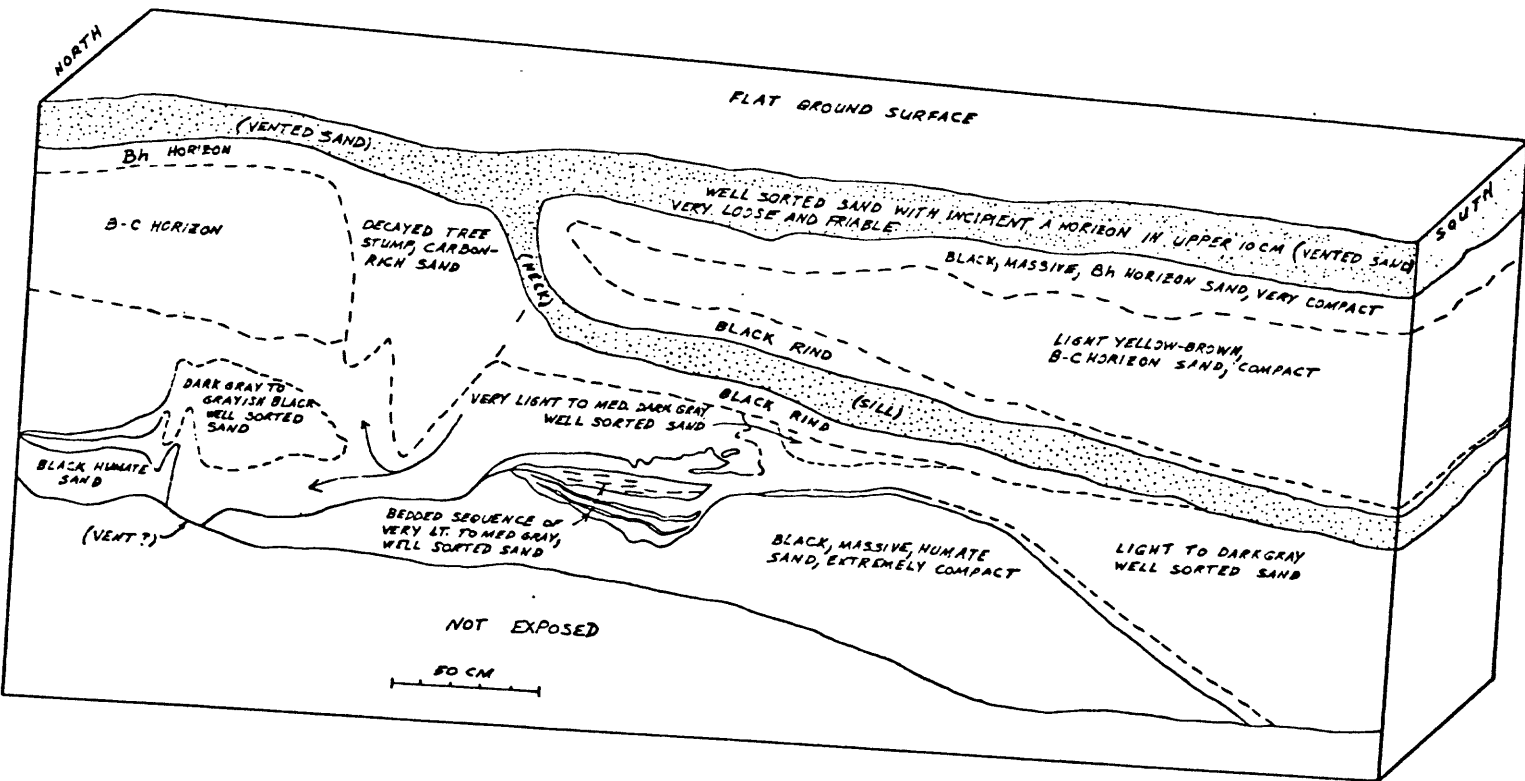 NORTH
FLAT GROUND SURFACE
(VENTED SAND)
Bh HORIZON
WELL SORTED SAND WITH INCIPIENT A HORIZON IN UPPER 10 CM (VENTED SAND)
VERY LOOSE AND FRIABLE
SOUTH
B-C HORIZON
DECAYED TREE
STUMP, CARBON-
RICH SAND
(NECK)
BLACK, MASSIVE, Bh HORIZON SAND, VERY COMPACT
BLACK RIND
LIGHT YELLOW-BROWN,
B-C HORIZON SAND, COMPACT
DARK GRAY TO
GRAYISH BLACK
WELL SORTED
SAND
VERY LIGHT TO MED. DARK GRAY
WELL SORTED SAND
BLACK RIND
(SILL)
BLACK HUMATE
SAND
(VENT?)
BEDDED SEQUENCE OF
VERY LT. TO MED GRAY,
WELL SORTED SAND
BLACK, MASSIVE, HUMATE
SAND, EXTREMELY COMPACT
LIGHT TO DARK GRAY
WELL SORTED SAND
NOT EXPOSED
50 CM